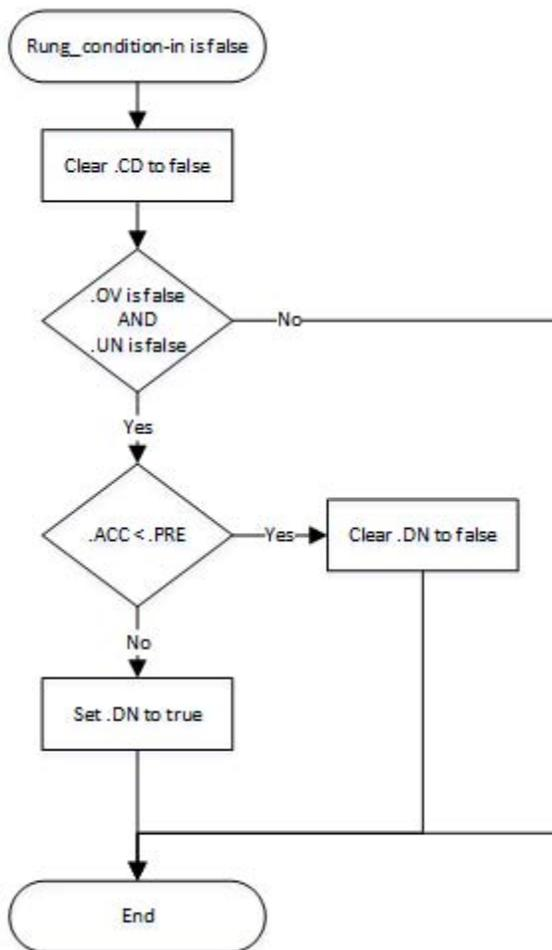 Rung_condition-in is false
Clear .CD to false
.OV is false
AND
.UN is false
No
Yes
.ACC < .PRE
Yes
Clear .DN to false
No
Set .DN to true
End